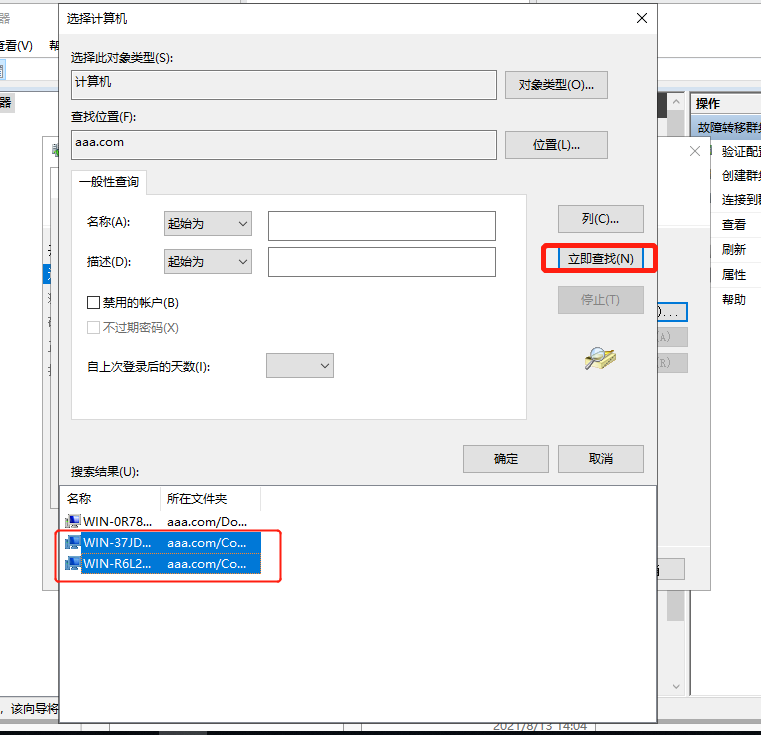 选择计算机
器
查看(V)
帮
选择此对象类型(S):
计算机
对象类型(O)...
查找位置(F):
aaa.com
位置(L)...
一般性查询
名称(A):
起始为
描述(D):
起始为
禁用的帐户(B)
不过期密码(X)
自上次登录后的天数(I):
列(C)...
立即查找(N)
停止(T)
确定
取消
搜索结果(U):
名称
所在文件夹
WIN-0R78...
aaa.com/Do...
WIN-37JD...
aaa.com/Co...
WIN-R6L2...
aaa.com/Co...
器
操作
故障转移群集
验证配置
创建群集
连接到群
查看
刷新
属性
帮助
)...
A)
R)
，该向导将
2021/8/13 14:04